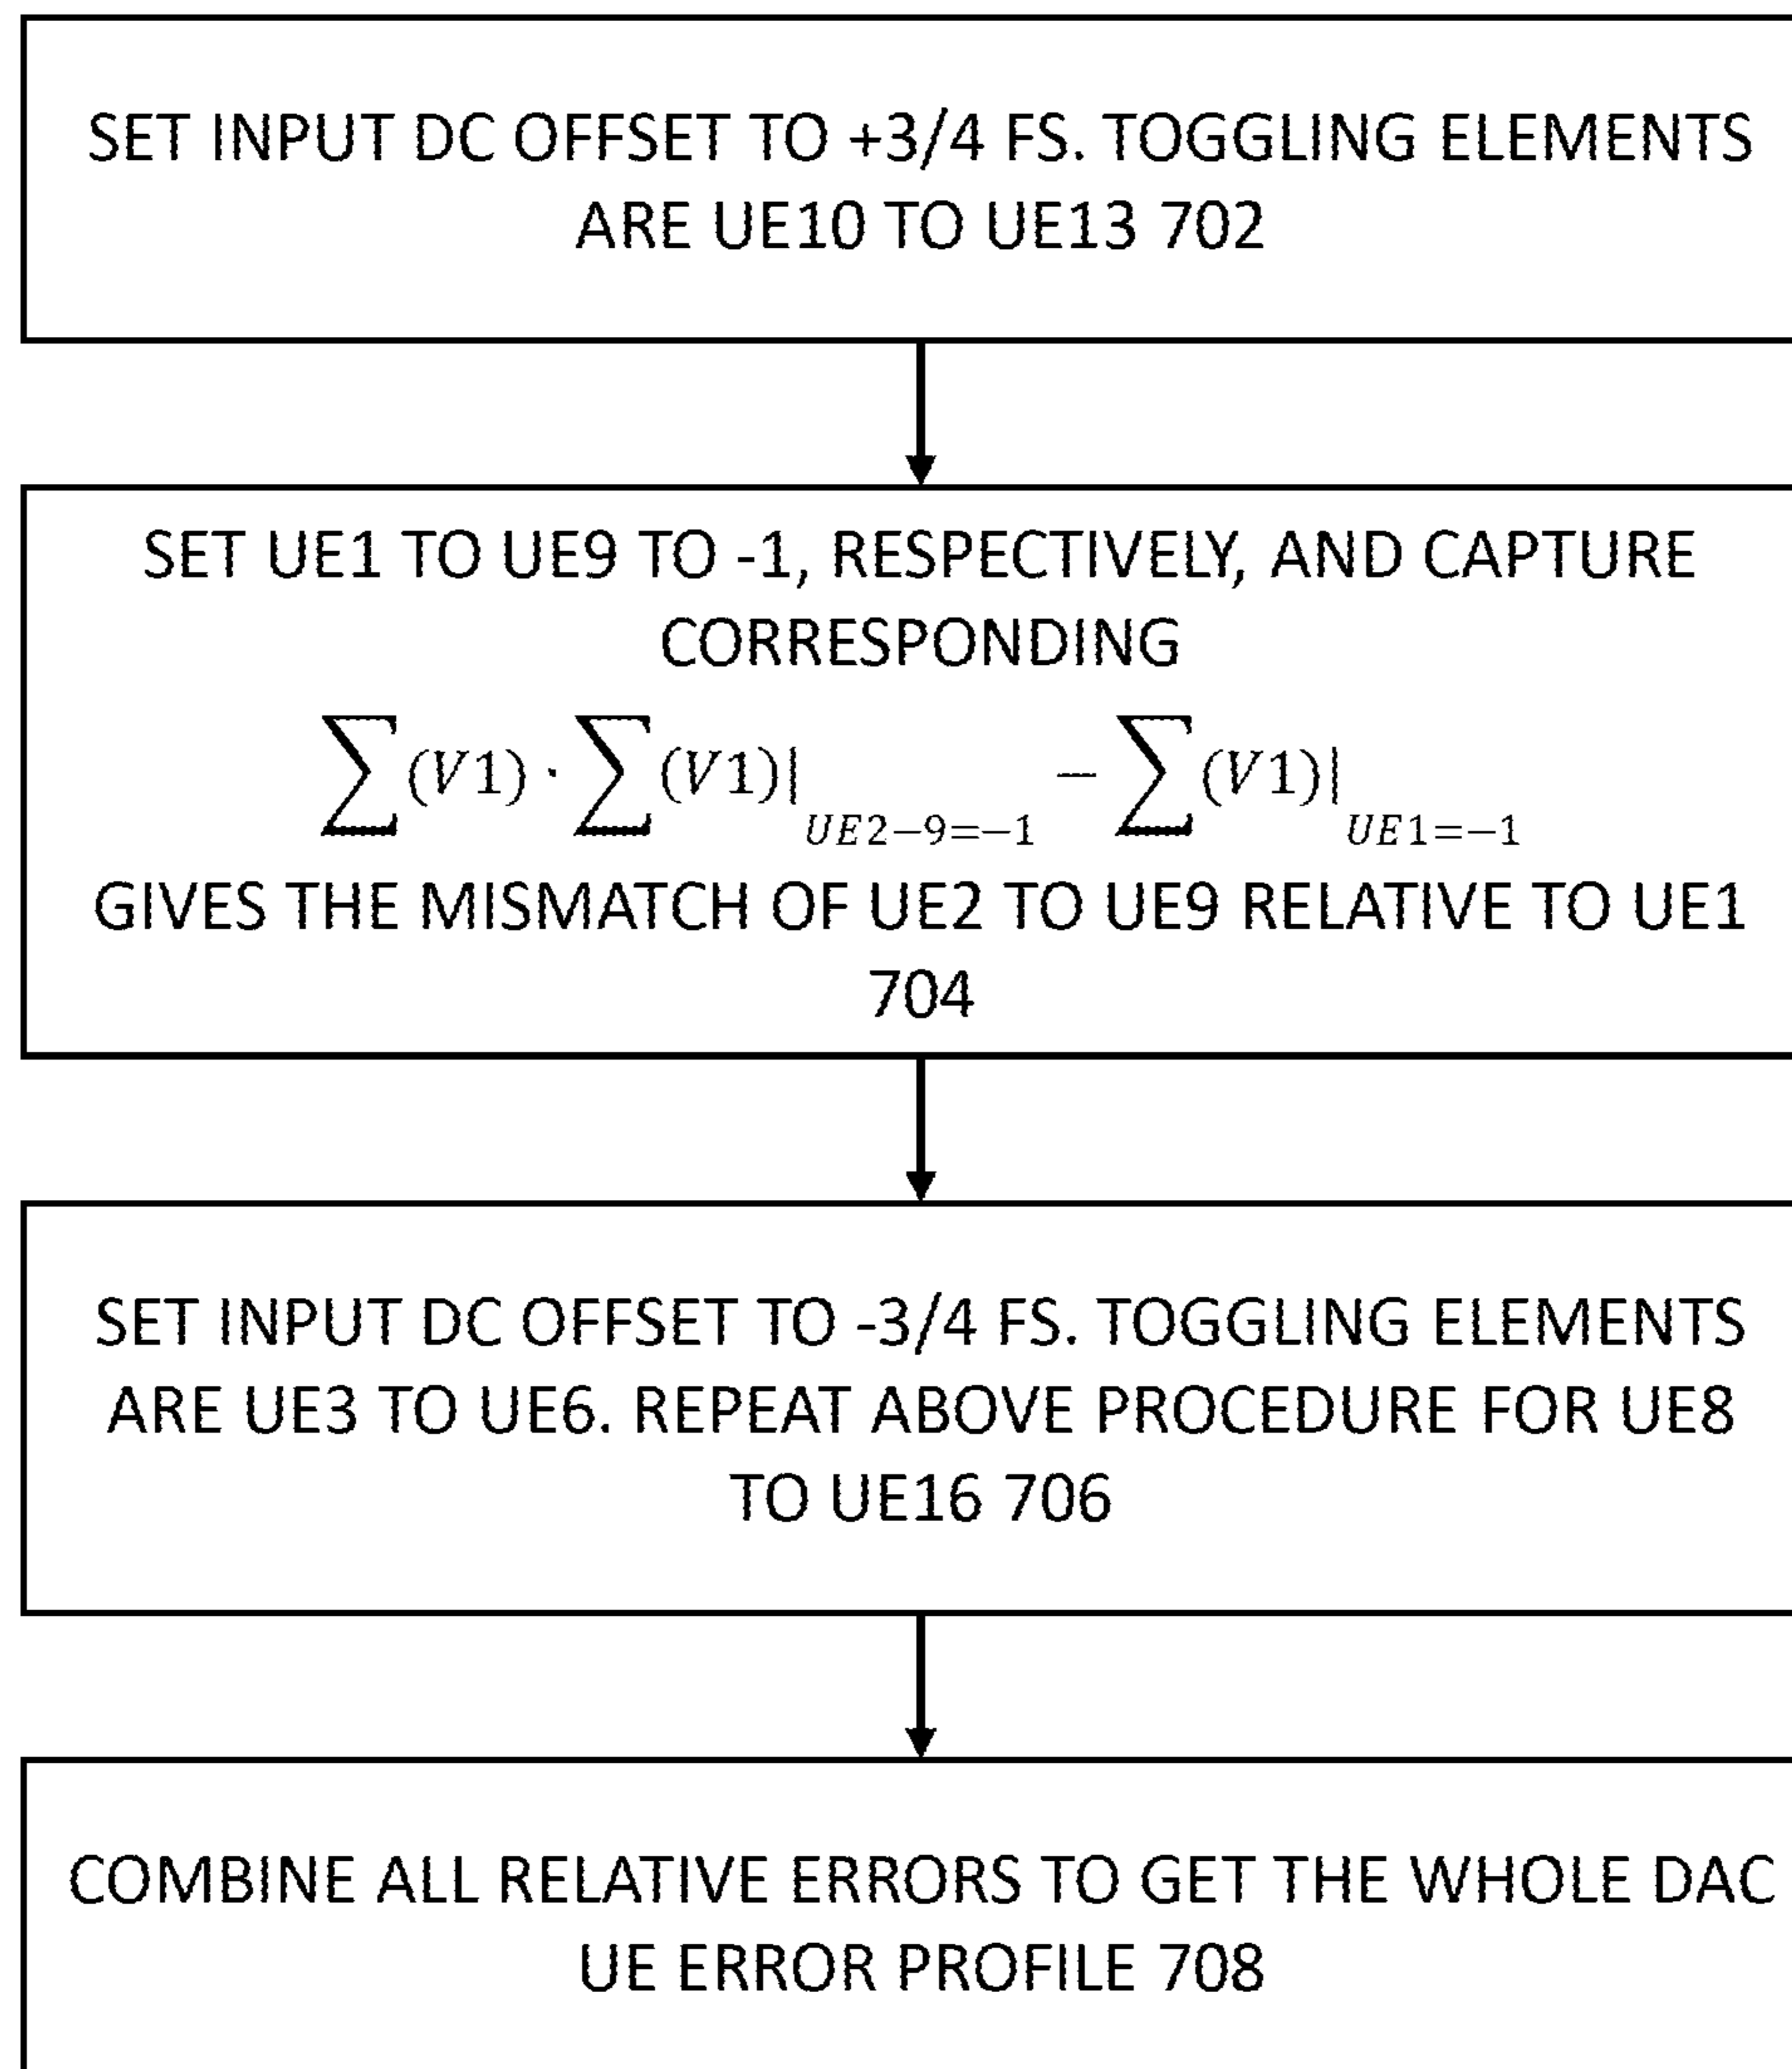 SET INPUT DC OFFSET TO +3/4 FS. TOGGLING ELEMENTS
ARE UE10 TO UE13 702
SET UE1 TO UE9 TO -1, RESPECTIVELY, AND CAPTURE
CORRESPONDING
∑(V1) · ∑(V1)|UE2−9=−1 − ∑(V1)|UE1=−1
GIVES THE MISMATCH OF UE2 TO UE9 RELATIVE TO UE1
704
SET INPUT DC OFFSET TO -3/4 FS. TOGGLING ELEMENTS
ARE UE3 TO UE6. REPEAT ABOVE PROCEDURE FOR UE8
TO UE16 706
COMBINE ALL RELATIVE ERRORS TO GET THE WHOLE DAC
UE ERROR PROFILE 708